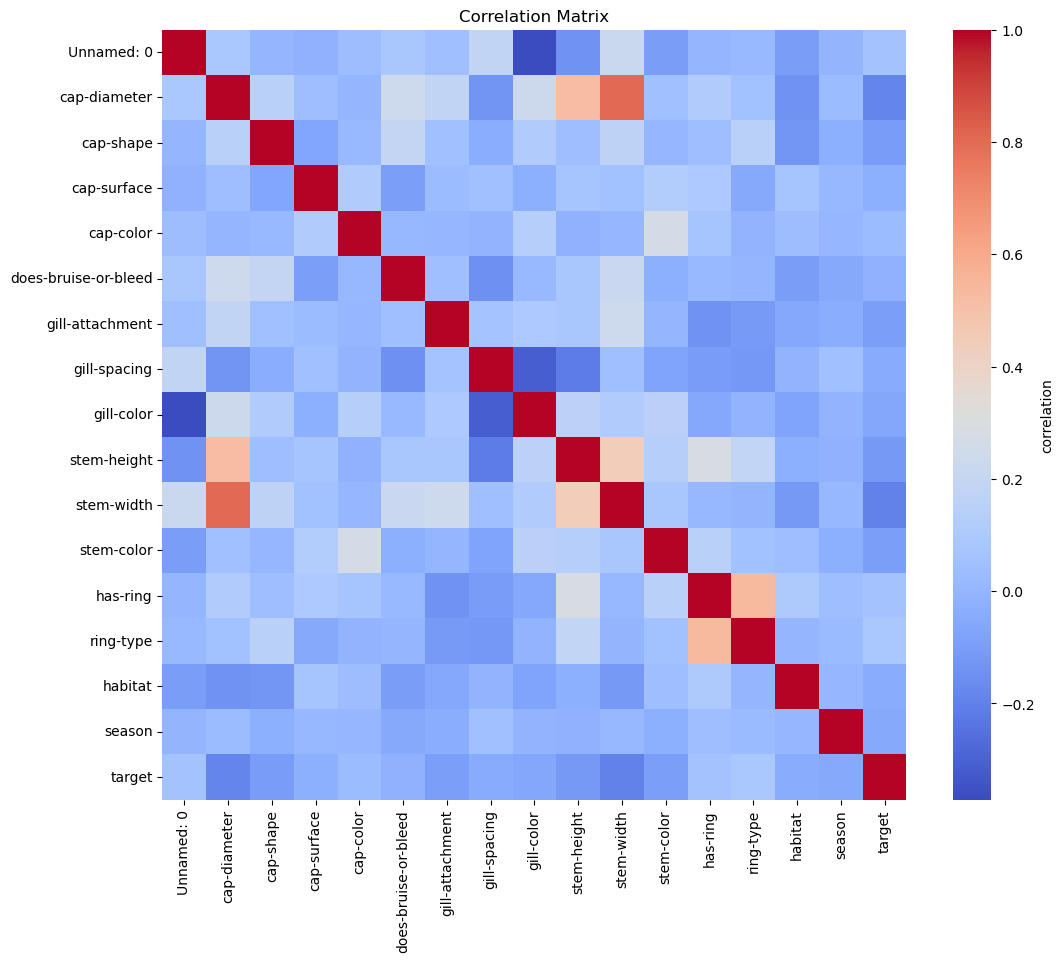 Correlation Matrix
Unnamed: 0
cap-diameter
cap-shape
cap-surface
cap-color
does-bruise-or-bleed
gill-attachment
gill-spacing
gill-color
stem-height
stem-width
stem-color
has-ring
ring-type
habitat
season
target
Unnamed: 0
cap-diameter
cap-shape
cap-surface
cap-color
does-bruise-or-bleed
gill-attachment
gill-spacing
gill-color
stem-height
stem-width
stem-color
has-ring
ring-type
habitat
season
target
1.0
0.8
0.6
0.4
0.2
0.0
−0.2
correlation